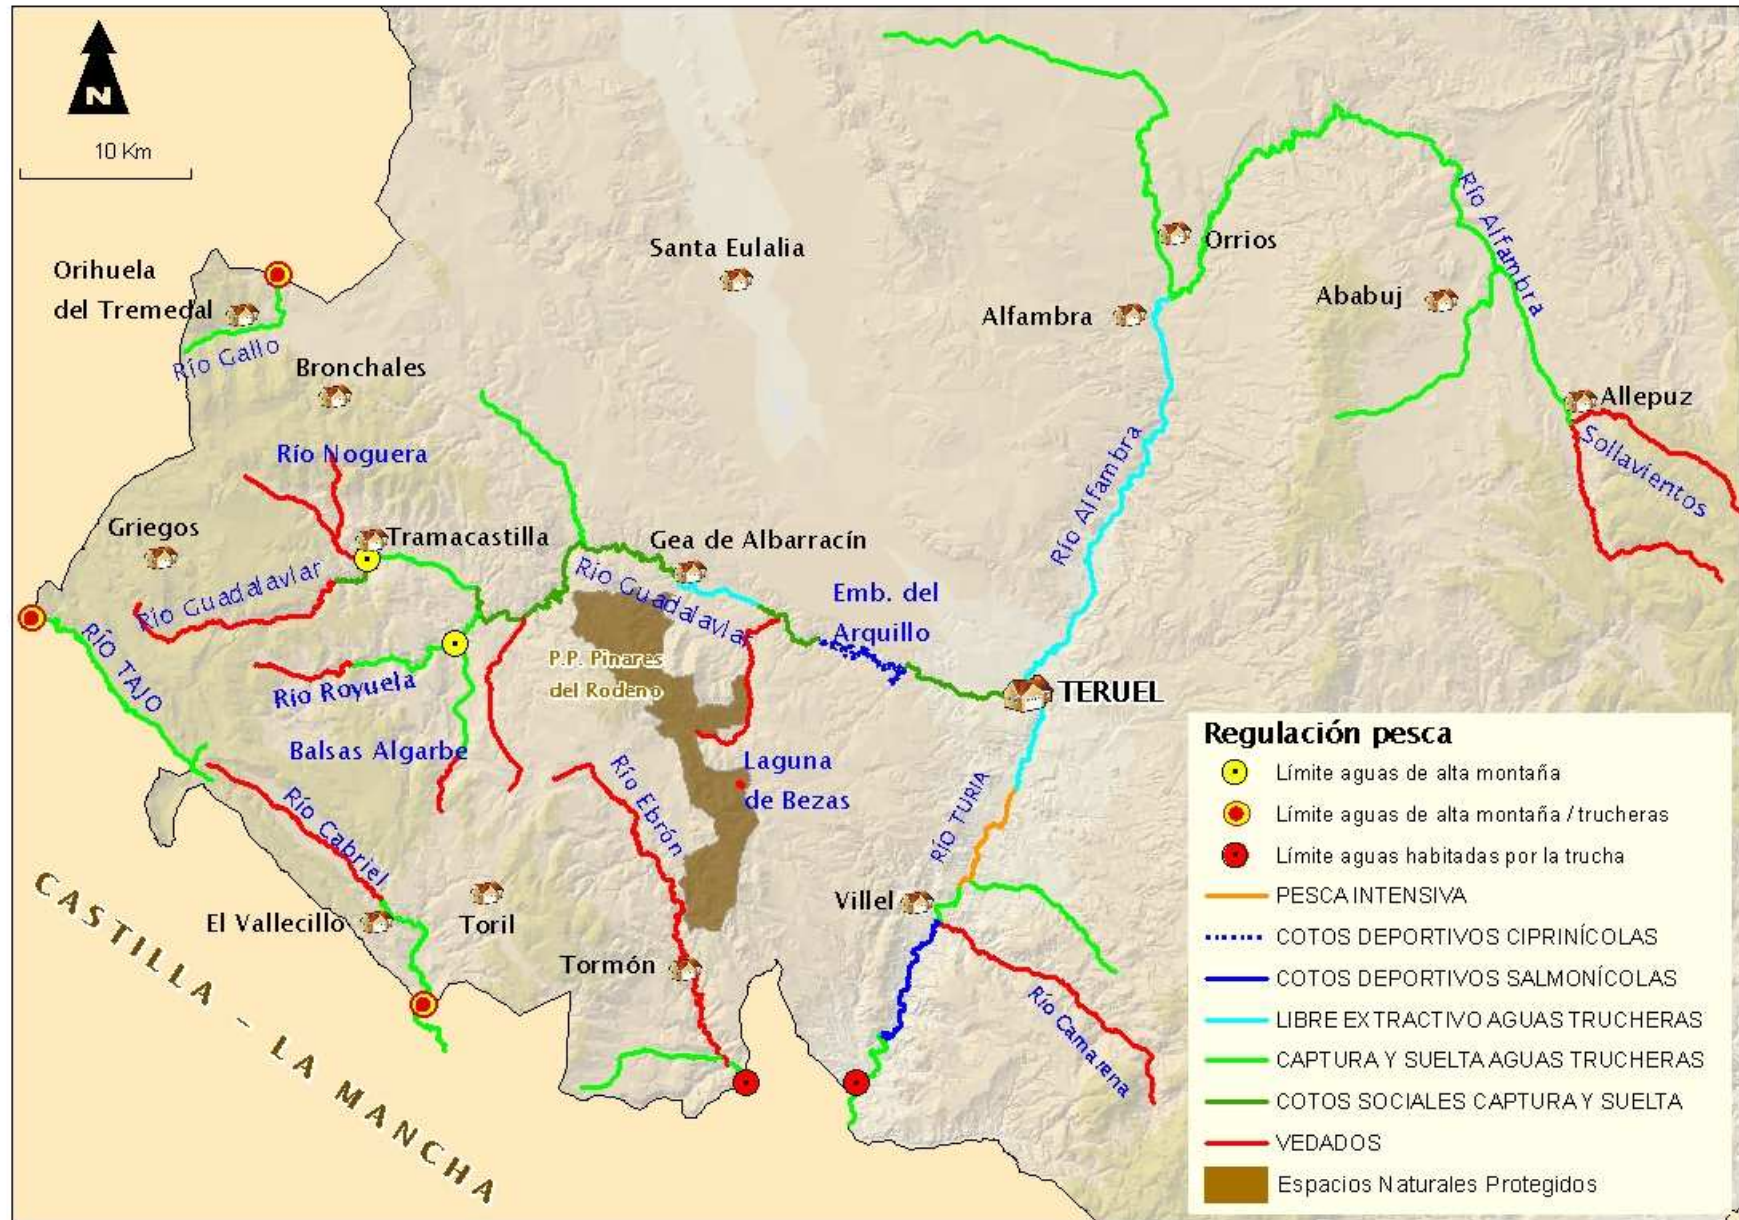 N
10 Km
Orihuela
del Tremedal
Río Gallo
Santa Eulalia
Orrios
Río Alfambra
Alfambra
Ababuj
Bronchales
Allepuz
Sollavientos
Río Noguera
Río Alfambra
Griegos
Tramacastilla
Gea de Albarracín
Río Guadalaviar
Río Guadalaviar
Emb. del
Arquillo
RÍO TAJO
P.P. Pinares
del Rodeno
Río Royuela
TERUEL
Balsas Algarbe
Laguna
de Bezas
Río Ebrón
RÍO TURIA
Río Cabriel
El Vallecillo
Toril
Villel
Tormón
Río Camarena
CASTILLA - LA MANCHA
Regulación pesca
Límite aguas de alta montaña
Límite aguas de alta montaña / trucheras
Límite aguas habitadas por la trucha
PESCA INTENSIVA
COTOS DEPORTIVOS CIPRINÍCOLAS
COTOS DEPORTIVOS SALMONÍCOLAS
LIBRE EXTRACTIVO AGUAS TRUCHERAS
CAPTURA Y SUELTA AGUAS TRUCHERAS
COTOS SOCIALES CAPTURA Y SUELTA
VEDADOS
Espacios Naturales Protegidos